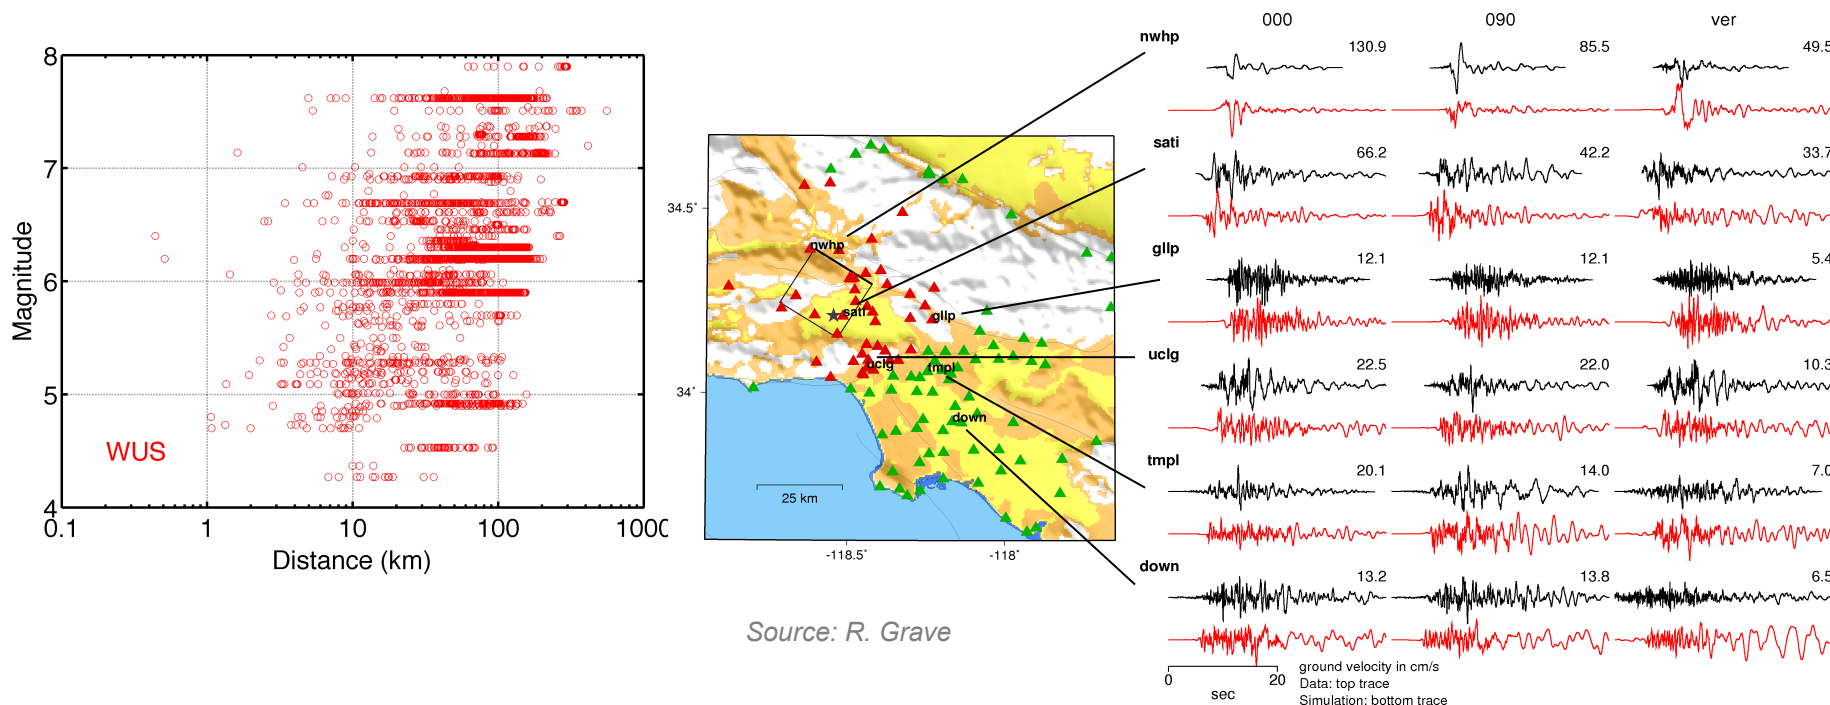 8
7
6
5
4
Magnitude
WUS
0.1
1
10
100
1000
Distance (km)
34.5°
34°
-118.5°
-118°
nwhp
sati
gllp
uclg
tmpl
down
25 km
Source: R. Grave
000
090
ver
nwhp
130.9
85.5
49.5
sati
66.2
42.2
33.7
gllp
12.1
12.1
5.4
uclg
22.5
22.0
10.3
tmpl
20.1
14.0
7.0
down
13.2
13.8
6.5
0
20
sec
ground velocity in cm/s
Data: top trace
Simulation: bottom trace